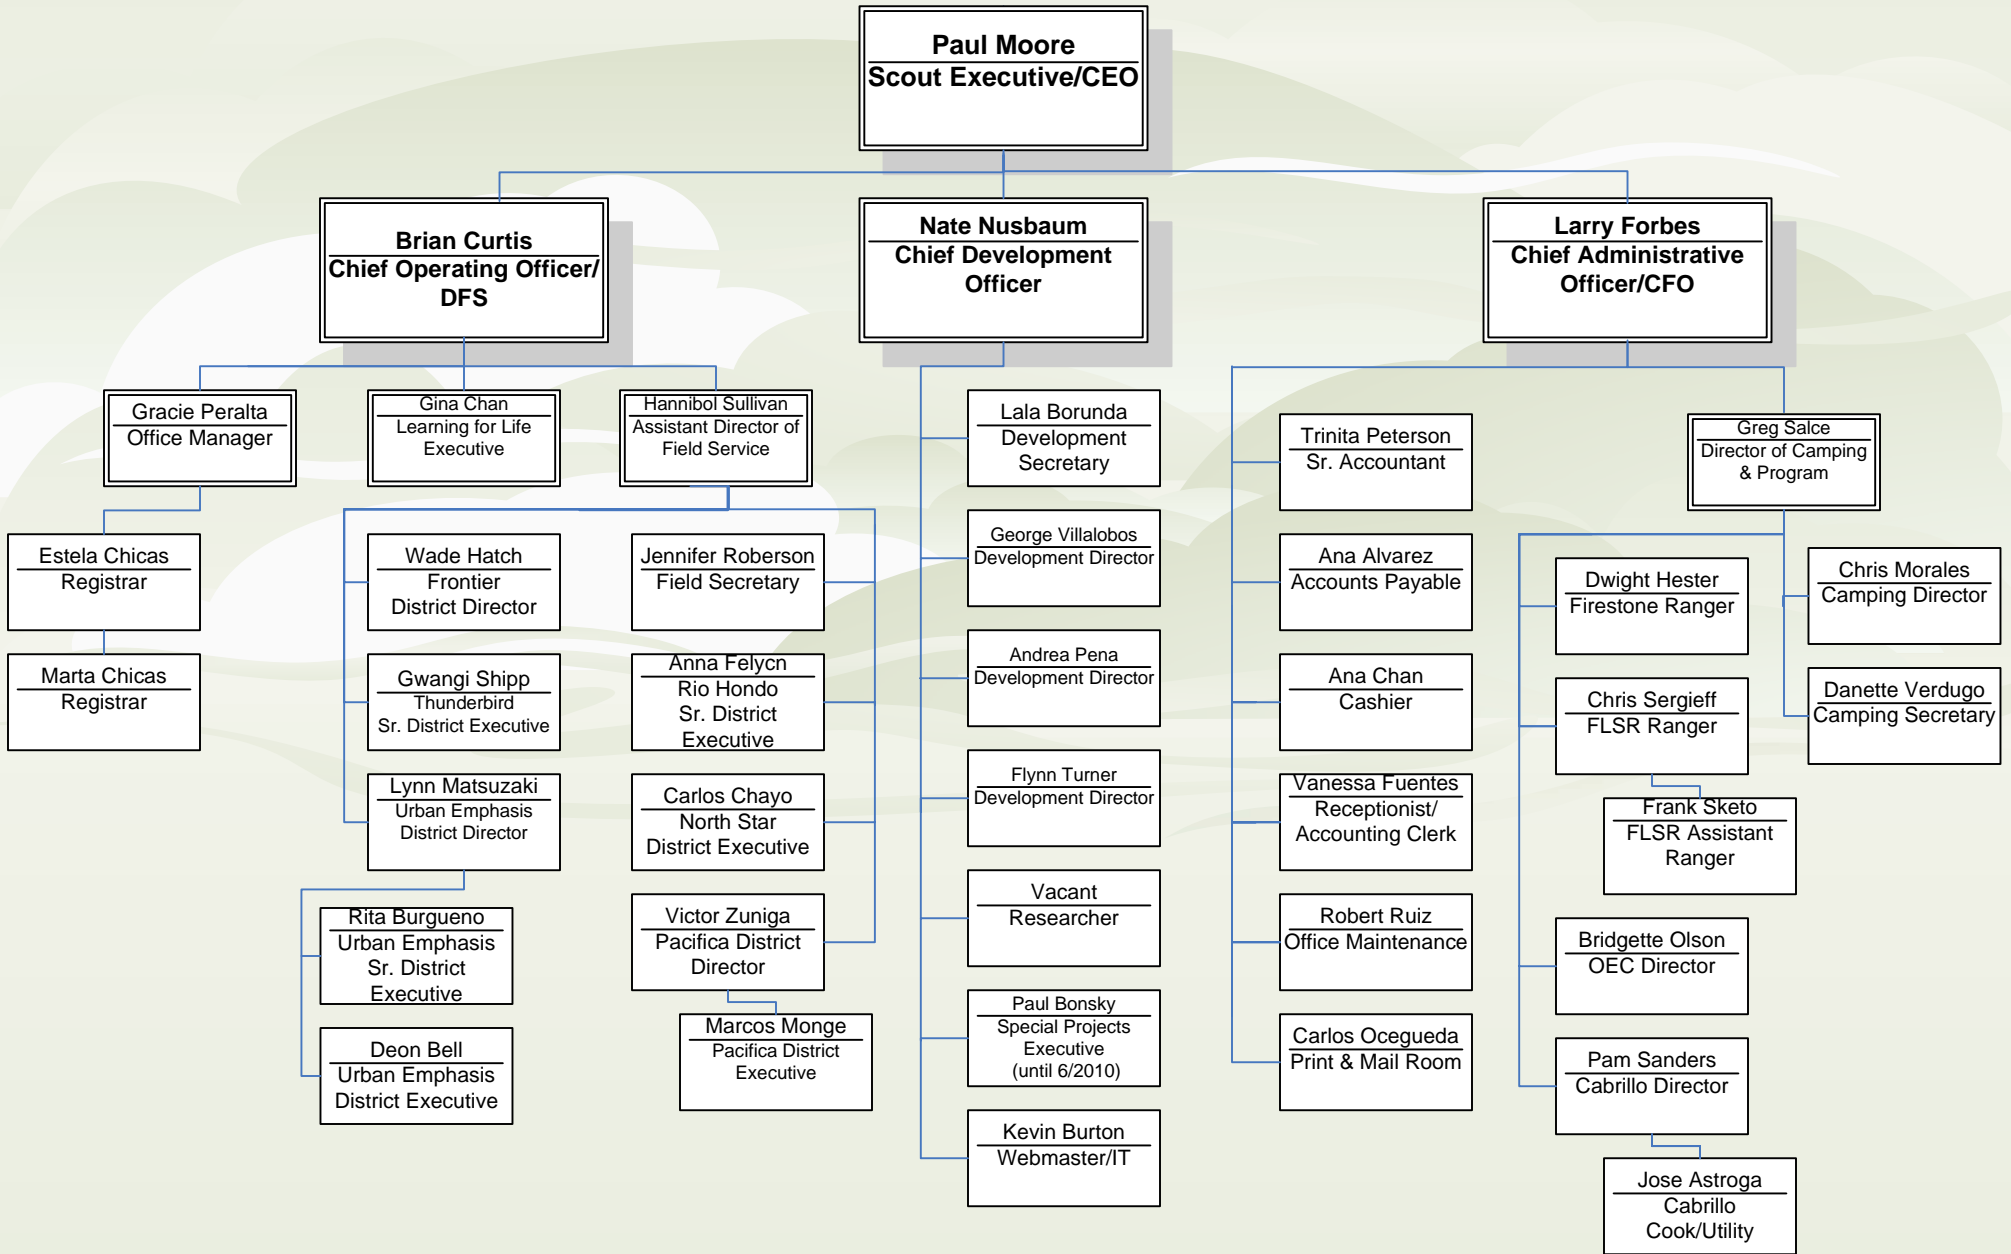 Paul Moore
Scout Executive/CEO
Brian Curtis
Chief Operating Officer/
DFS
Nate Nusbaum
Chief Development
Officer
Larry Forbes
Chief Administrative
Officer/CFO
Gracie Peralta
Office Manager
Gina Chan
Learning for Life
Executive
Hannibol Sullivan
Assistant Director of
Field Service
Estela Chicas
Registrar
Marta Chicas
Registrar
Wade Hatch
Frontier
District Director
Gwangi Shipp
Thunderbird
Sr. District Executive
Lynn Matsuzaki
Urban Emphasis
District Director
Rita Burgueno
Urban Emphasis
Sr. District
Executive
Deon Bell
Urban Emphasis
District Executive
Jennifer Roberson
Field Secretary
Anna Felycn
Rio Hondo
Sr. District
Executive
Carlos Chayo
North Star
District Executive
Victor Zuniga
Pacifica District
Director
Marcos Monge
Pacifica District
Executive
Lala Borunda
Development
Secretary
George Villalobos
Development Director
Andrea Pena
Development Director
Flynn Turner
Development Director
Vacant
Researcher
Paul Bonsky
Special Projects
Executive
(until 6/2010)
Kevin Burton
Webmaster/IT
Trinita Peterson
Sr. Accountant
Ana Alvarez
Accounts Payable
Ana Chan
Cashier
Vanessa Fuentes
Receptionist/
Accounting Clerk
Robert Ruiz
Office Maintenance
Carlos Ocegueda
Print & Mail Room
Greg Salce
Director of Camping
& Program
Dwight Hester
Firestone Ranger
Chris Sergieff
FLSR Ranger
Frank Sketo
FLSR Assistant
Ranger
Bridgette Olson
OEC Director
Pam Sanders
Cabrillo Director
Jose Astroga
Cabrillo
Cook/Utility
Chris Morales
Camping Director
Danette Verdugo
Camping Secretary